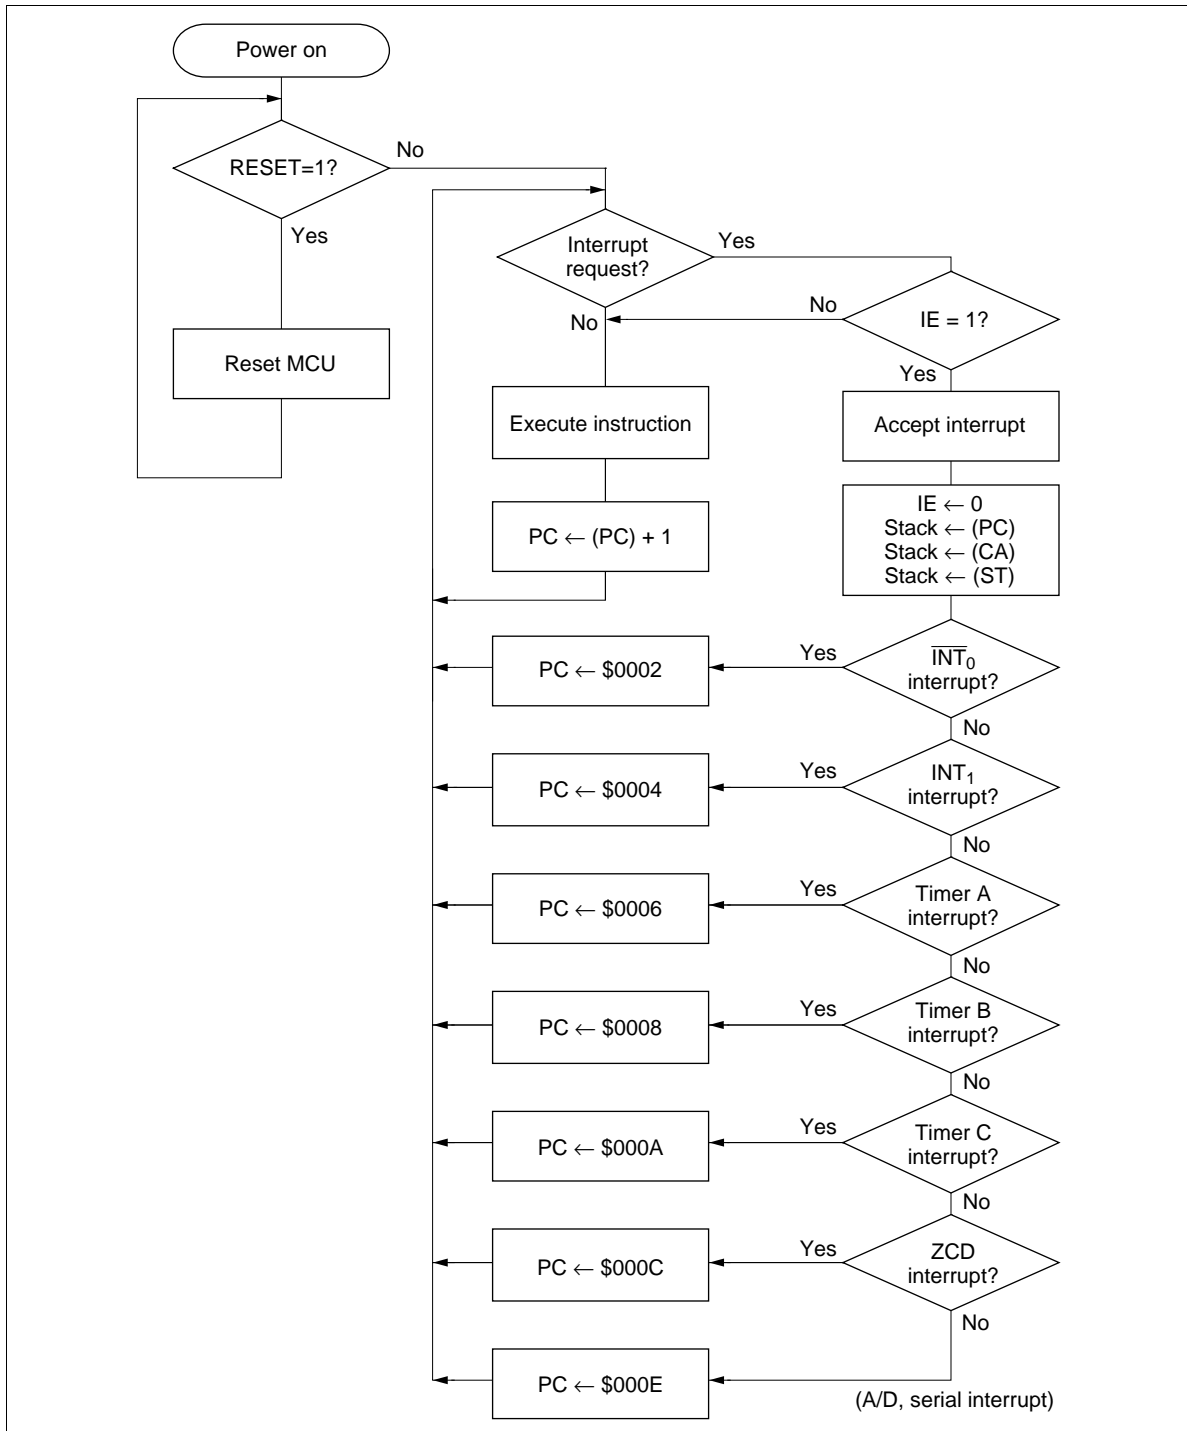 Power on
RESET=1?
No
Yes
Reset MCU
Interrupt
request?
Yes
No
IE = 1?
No
Yes
Execute instruction
Accept interrupt
PC ← (PC) + 1
IE ← 0
Stack ← (PC)
Stack ← (CA)
Stack ← (ST)
PC ← $0002
Yes
I̅N̅T̅₀
interrupt?
No
PC ← $0004
Yes
INT₁
interrupt?
No
PC ← $0006
Yes
Timer A
interrupt?
No
PC ← $0008
Yes
Timer B
interrupt?
No
PC ← $000A
Yes
Timer C
interrupt?
No
PC ← $000C
Yes
ZCD
interrupt?
No
PC ← $000E
(A/D, serial interrupt)